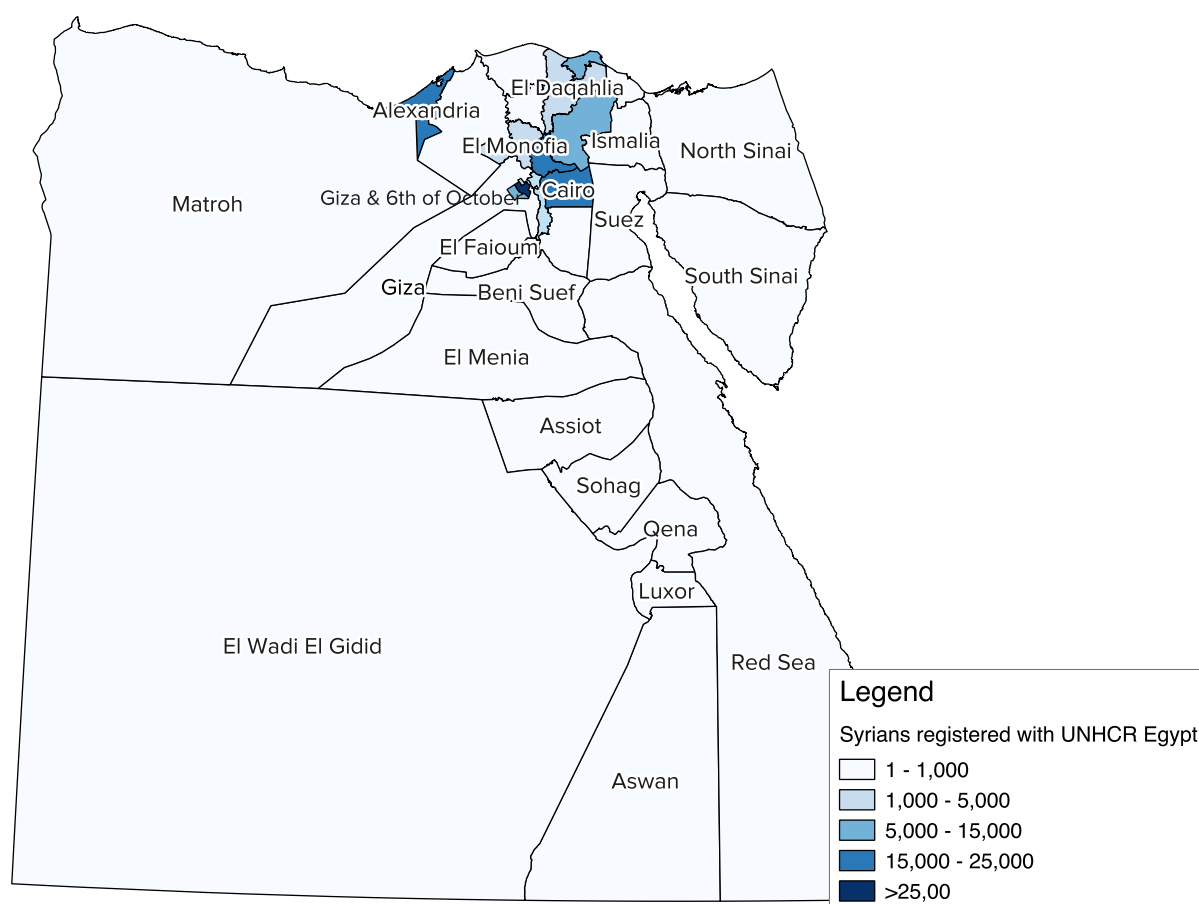 El Daqahlia
Alexandria
El Monofia
Ismalia
North Sinai
Cairo
Giza & 6th of October
Matroh
Suez
El Faioum
South Sinai
Giza
Beni Suef
El Menia
Assiot
Sohag
Qena
Luxor
El Wadi El Gidid
Red Sea
Aswan
Legend
Syrians registered with UNHCR Egypt
1 - 1,000
1,000 - 5,000
5,000 - 15,000
15,000 - 25,000
>25,00